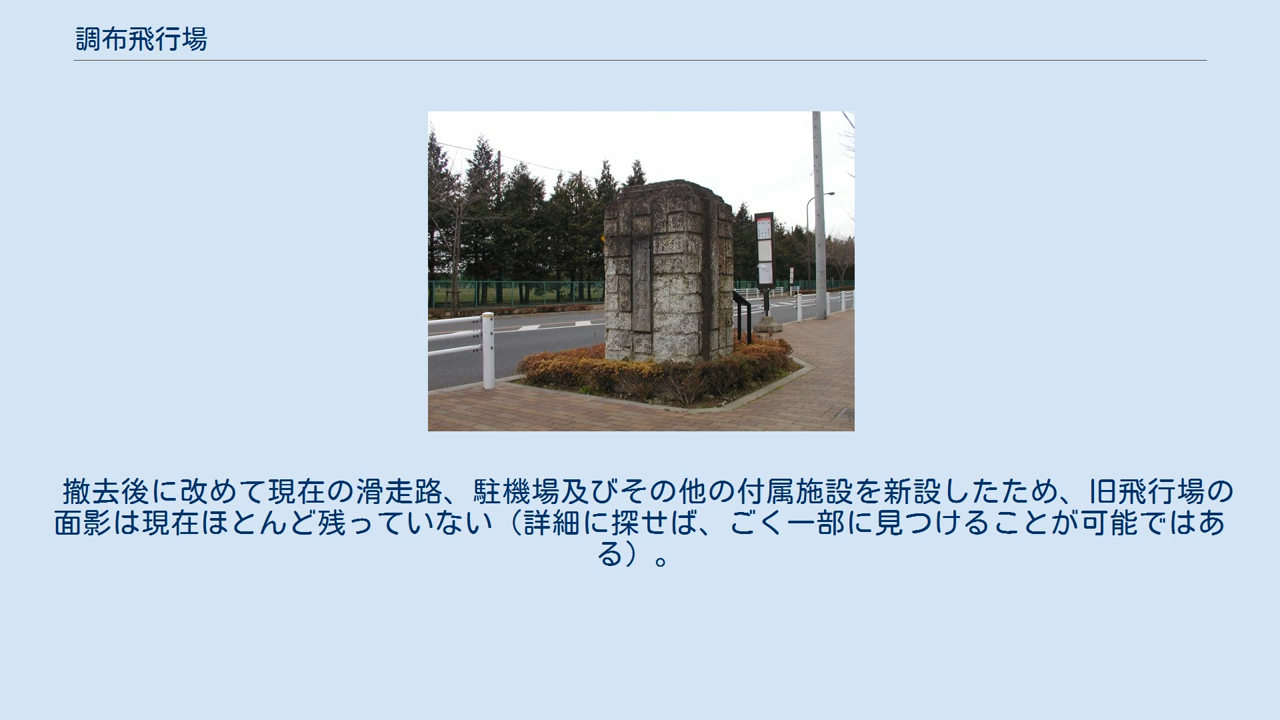 調布飛行場
撤去後に改めて現在の滑走路、駐機場及びその他の付属施設を新設したため、旧飛行場の
面影は現在ほとんど残っていない（詳細に探せば、ごく一部に見つけることが可能ではあ
る）。